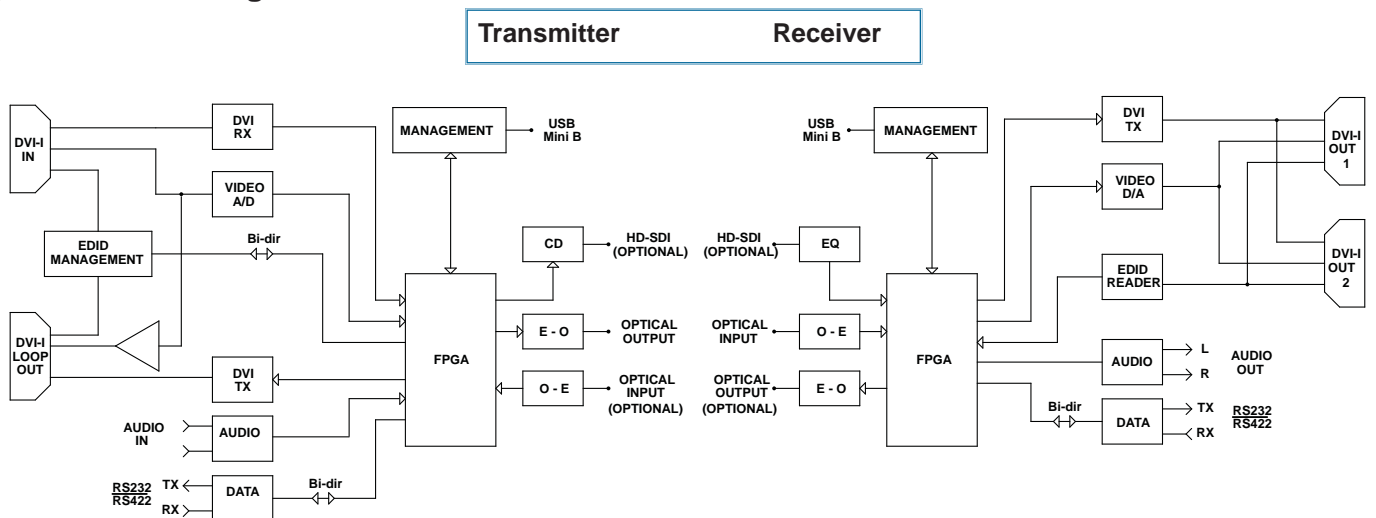 Transmitter Receiver
DVI-I
IN
DVI
RX
VIDEO
A/D
EDID
MANAGEMENT
Bi-dir
DVI-I
LOOP
OUT
DVI
TX
AUDIO
IN
AUDIO
RS232
RS422
TX
RX
DATA
Bi-dir
MANAGEMENT
USB
Mini B
FPGA
CD
HD-SDI
(OPTIONAL)
E - O
OPTICAL
OUTPUT
O - E
OPTICAL
INPUT
(OPTIONAL)
USB
Mini B
MANAGEMENT
HD-SDI
(OPTIONAL)
EQ
OPTICAL
INPUT
O - E
OPTICAL
OUTPUT
(OPTIONAL)
E - O
FPGA
DVI
TX
VIDEO
D/A
EDID
READER
AUDIO
L
R
AUDIO
OUT
Bi-dir
DATA
TX
RX
RS232
RS422
DVI-I
OUT
1
DVI-I
OUT
2